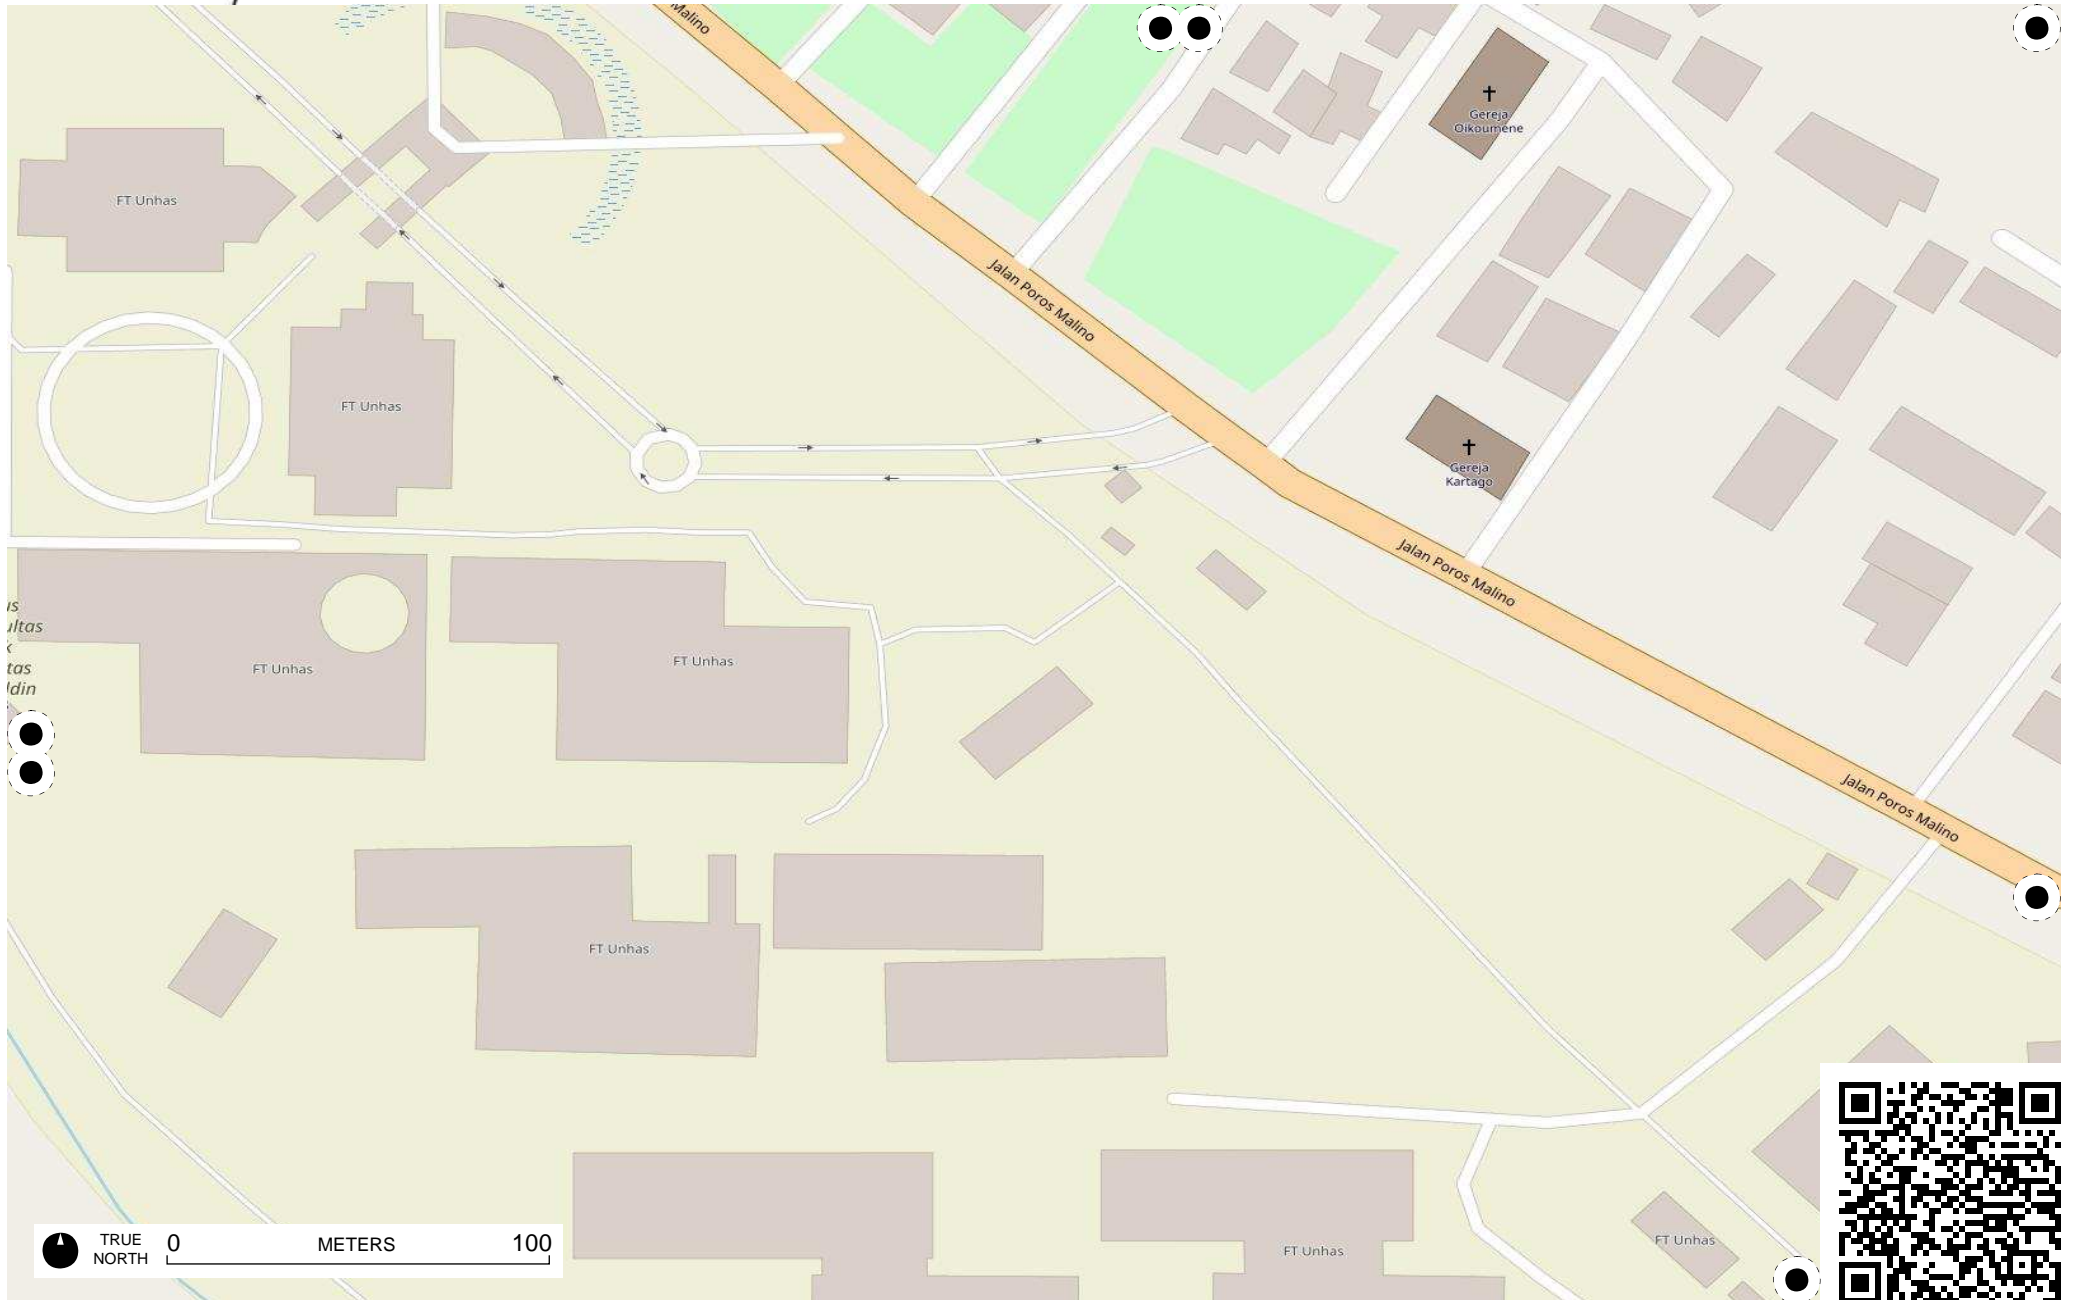 Malino
Gereja
Oikoumene
FT Unhas
Jalan Poros Malino
FT Unhas
Gereja
Kartago
Jalan Poros Malino
FT Unhas
FT Unhas
Jalan Poros Malino
FT Unhas
FT Unhas
FT Unhas
TRUE
NORTH
0
METERS
100